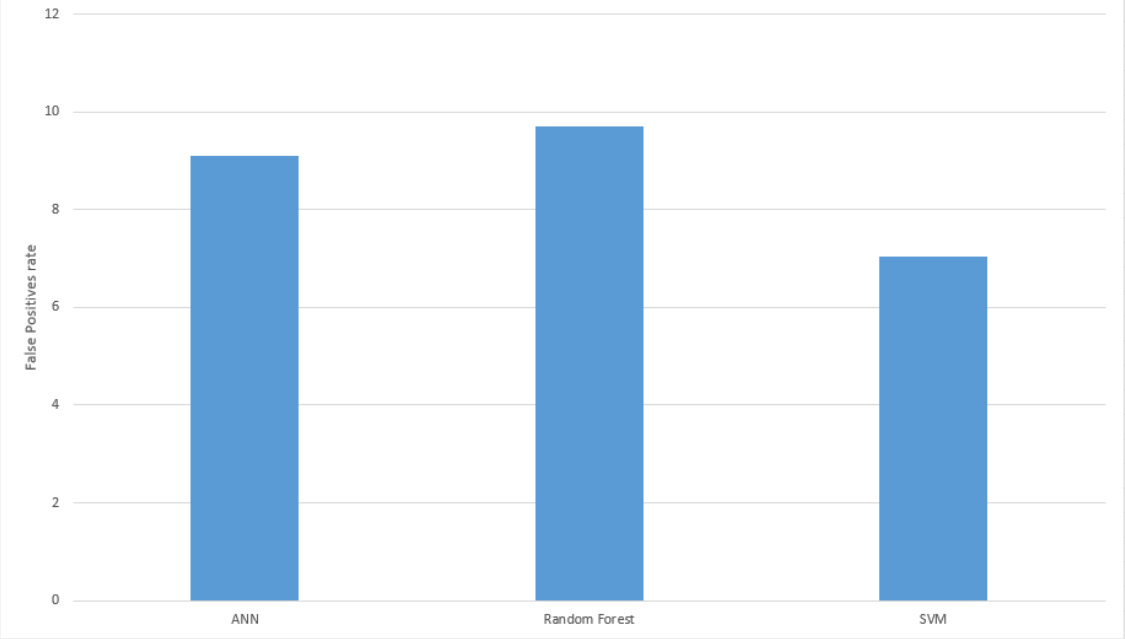 12
10
8
6
4
2
0
False Positives rate
ANN
Random Forest
SVM